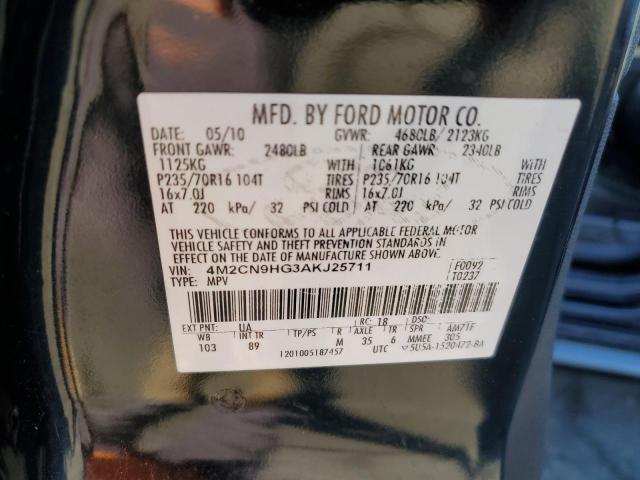 MFD. BY FORD MOTOR CO.
DATE: 05/10 GVWR: 4680LB/ 2123KG
FRONT GAWR: 2480LB REAR GAWR: 2340LB
1125KG WITH 1061KG WITH
P235/70R16 104T TIRES P235/70R16 104T TIRES
16x7.0J RIMS 16x7.0J RIMS
AT 220 kPa/ 32 PSI COLD AT 220 kPa/ 32 PSI COLD
THIS VEHICLE CONFORMS TO ALL APPLICABLE FEDERAL MOTOR
VEHICLE SAFETY AND THEFT PREVENTION STANDARDS IN
EFFECT ON THE DATE OF MANUFACTURE SHOWN ABOVE.
VIN: 4M2CN9HG3AKJ25711 F0092
TYPE: MPV T0237
EXT PNT: UA RC: 18 DSO:
WB INT TR TP/PS R AXLE TR SPR
103 89 M 35 6 MMEE 305
1201005187457 UTC 5U5A-1520472-BA